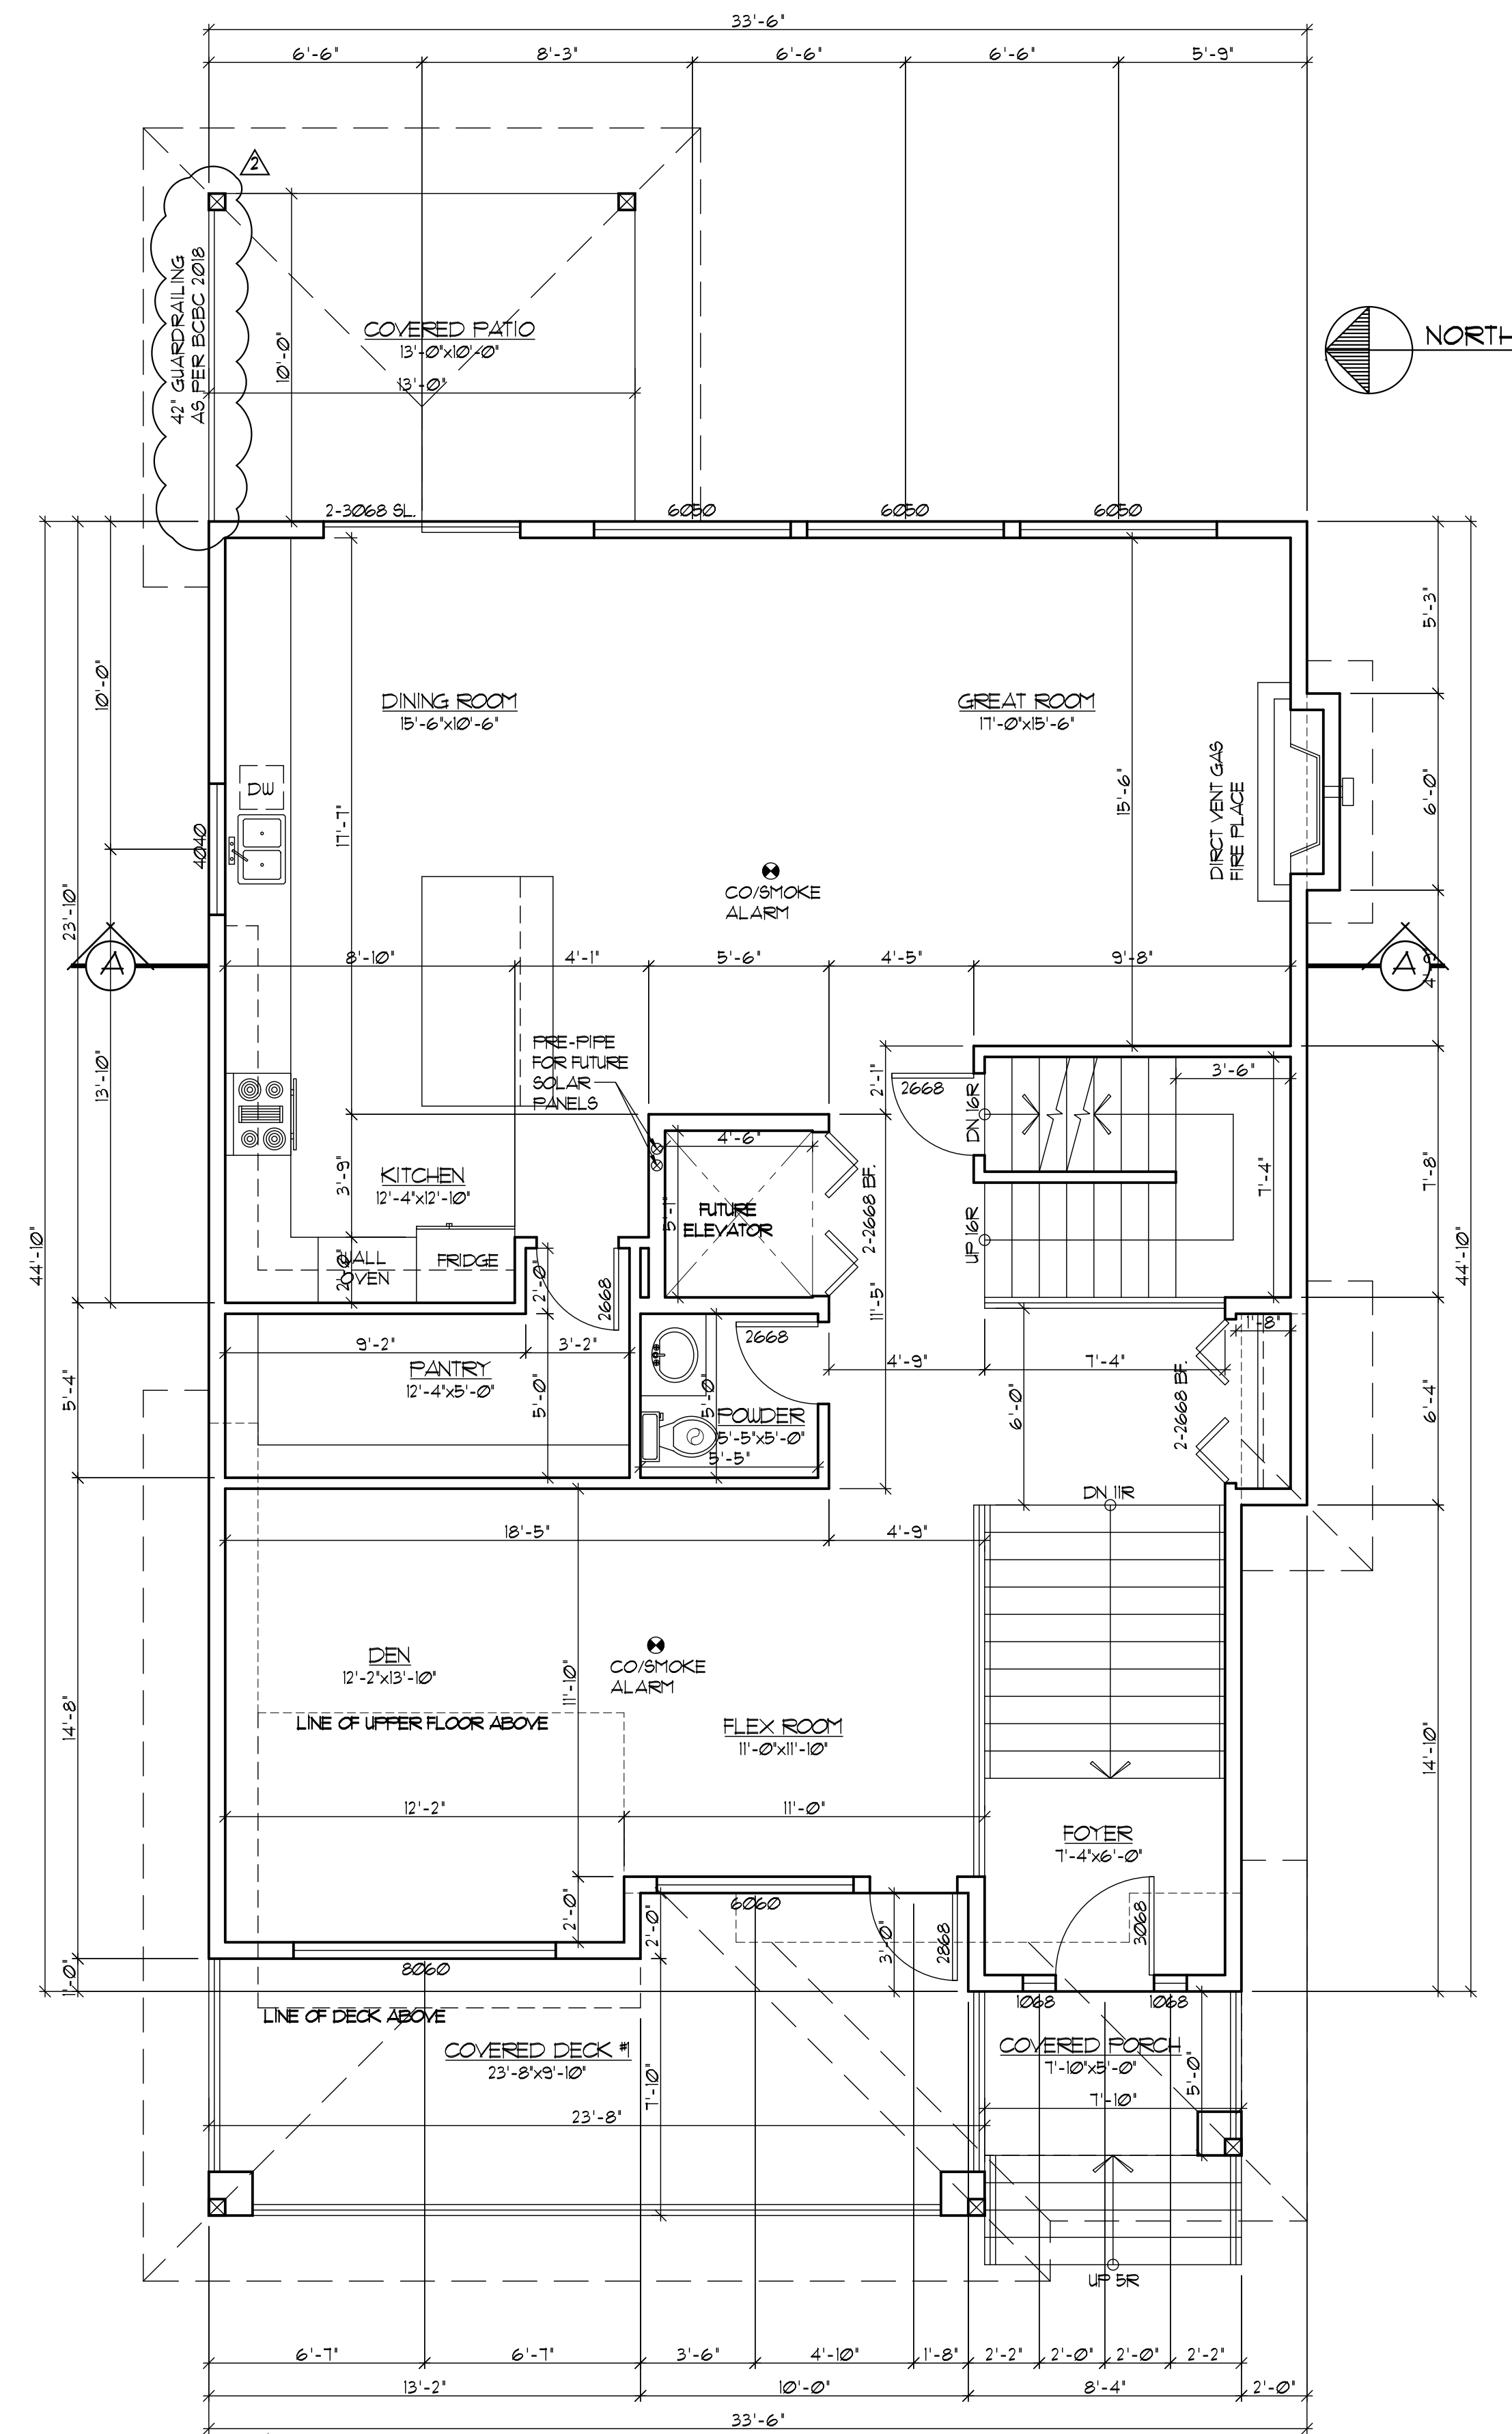 33'-6"
6'-6"
8'-3"
6'-6"
6'-6"
5'-9"
2
42" GUARDRAILING
AS PER BCBC 2018
10'-0"
COVERED PATIO
13'-0"x10'-0"
13'-0"
NORTH
2-3068 SL.
6050
6050
6050
5'-3"
10'-0"
DINING ROOM
15'-6"x10'-6"
GREAT ROOM
17'-0"x15'-6"
DIRCT VENT GAS
FIRE PLACE
6'-0"
DW
17'-7"
15'-6"
4040
CO/SMOKE
ALARM
23'-10"
A
8'-10"
4'-1"
5'-6"
4'-5"
9'-8"
A
4'-9"
PRE-PIPE
FOR FUTURE
SOLAR
PANELS
13'-10"
2'-1"
2668
DN 16R
3'-6"
4'-6"
KITCHEN
12'-4"x12'-10"
3'-9"
5'-1"
FUTURE
ELEVATOR
2-2668 BF.
UP 16R
7'-4"
7'-8"
44'-10"
44'-10"
WALL
OVEN
2'-0"
FRIDGE
2'-0"
2668
11'-5"
2668
1'-8"
9'-2"
3'-2"
PANTRY
12'-4"x5'-0"
5'-0"
5'-0"
POWDER
5'-5"x5'-0"
5'-5"
4'-9"
7'-4"
6'-0"
2-2668 BF.
5'-4"
6'-4"
DN 11R
18'-5"
4'-9"
DEN
12'-2"x13'-10"
11'-10"
CO/SMOKE
ALARM
LINE OF UPPER FLOOR ABOVE
FLEX ROOM
11'-0"x11'-10"
14'-8"
14'-10"
12'-2"
11'-0"
FOYER
7'-4"x6'-0"
2'-0"
2'-0"
6060
3'-0"
2868
3068
8060
1'-0"
1068
1068
LINE OF DECK ABOVE
COVERED DECK #1
23'-8"x9'-10"
COVERED PORCH
7'-10"x5'-0"
7'-10"
5'-0"
7'-10"
23'-8"
UP 5R
6'-7"
6'-7"
3'-6"
4'-10"
1'-8"
2'-2"
2'-0"
2'-0"
2'-2"
13'-2"
10'-0"
8'-4"
2'-0"
33'-6"